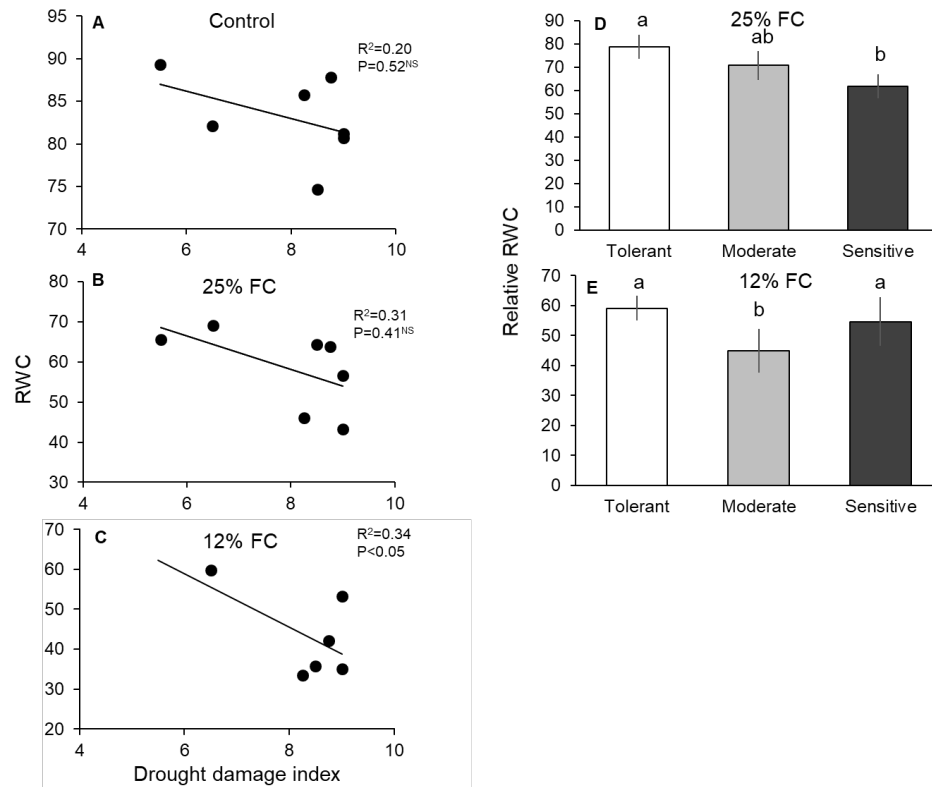 A
Control
R²=0.20
P=0.52ᴺˢ
95
90
85
80
75
70
4
6
8
10
B
25% FC
R²=0.31
P=0.41ᴺˢ
80
70
60
50
40
30
4
6
8
10
RWC
C
12% FC
R²=0.34
P<0.05
70
60
50
40
30
20
4
6
8
10
Drought damage index
D
25% FC
90
80
70
60
50
40
30
20
10
0
a
ab
b
Tolerant
Moderate
Sensitive
Relative RWC
E
12% FC
70
60
50
40
30
20
10
0
a
b
a
Tolerant
Moderate
Sensitive